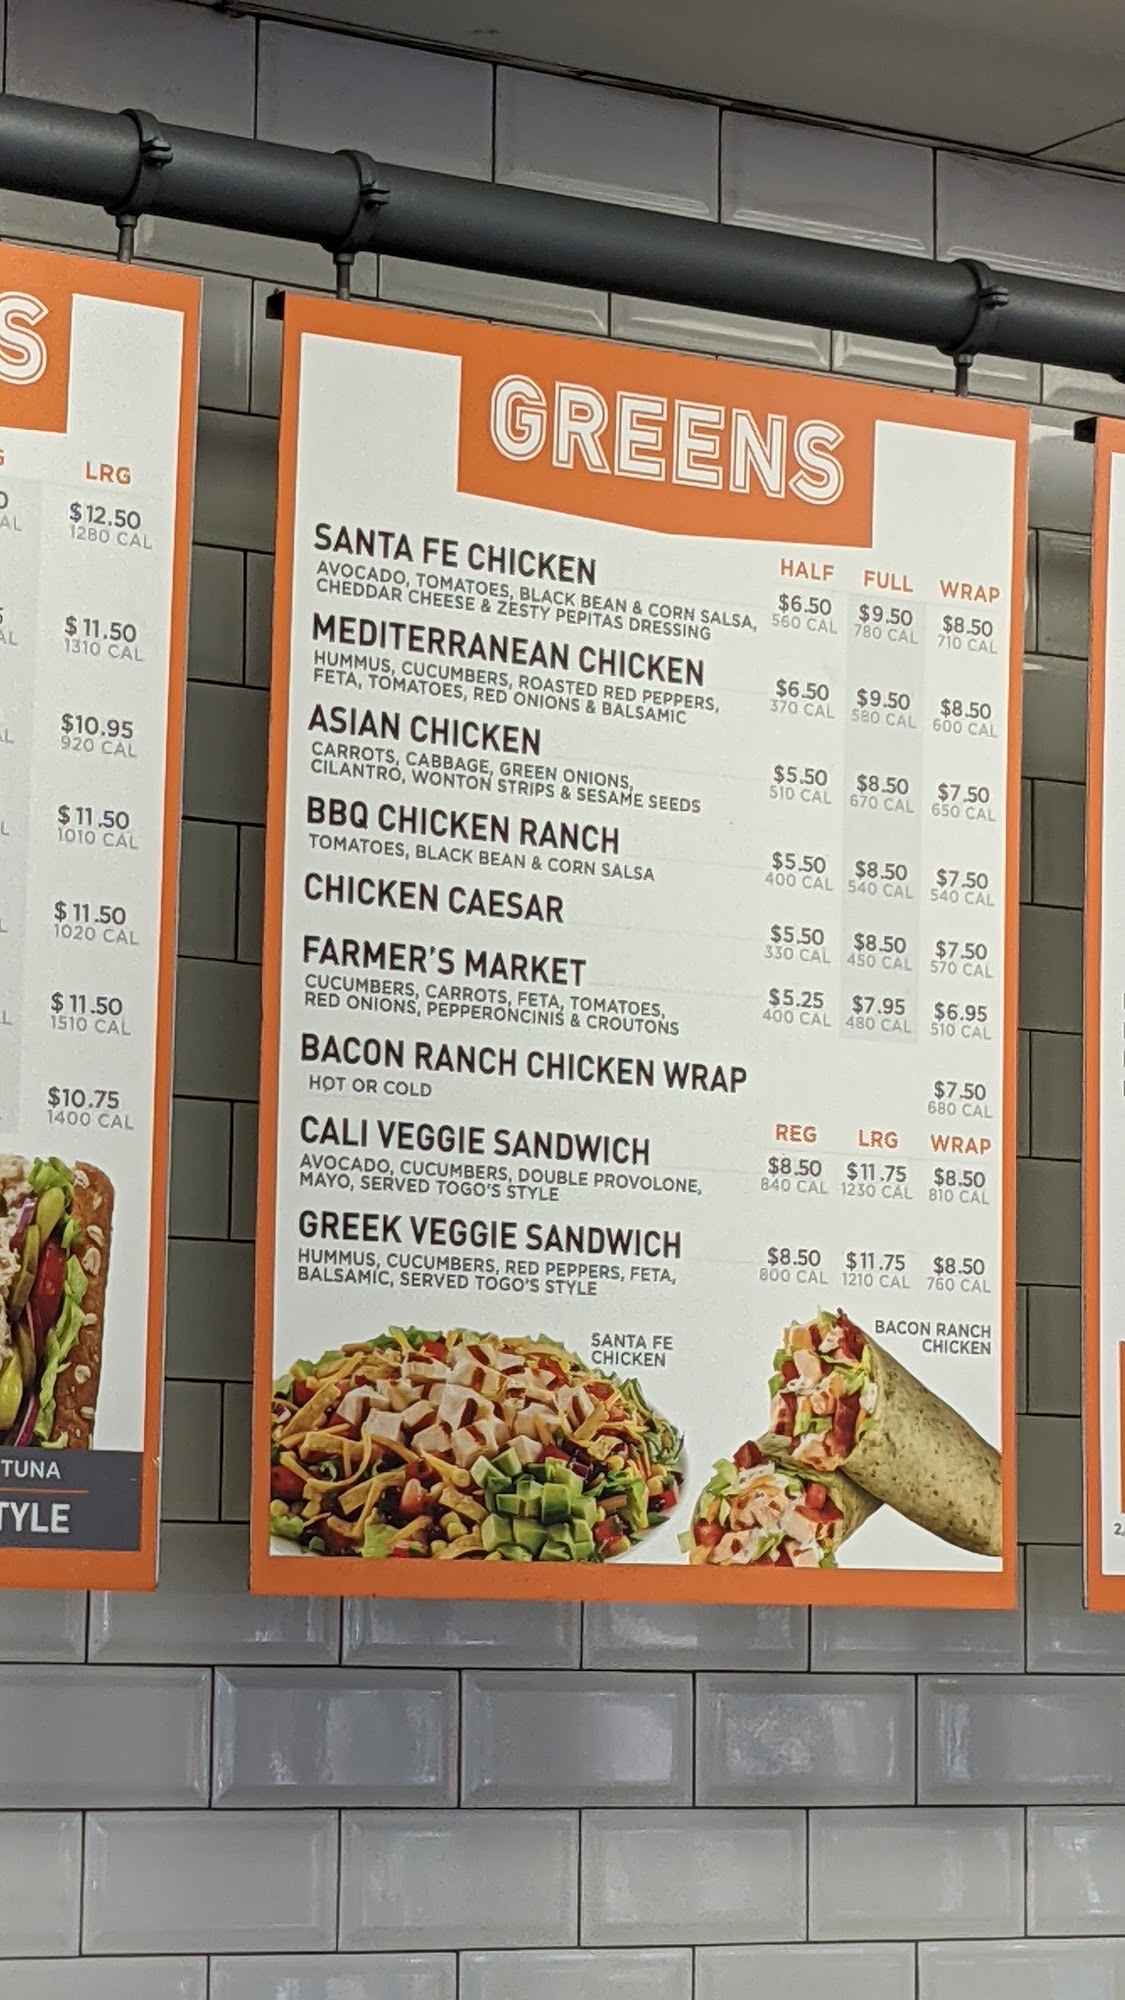 S
LRG
$12.50
1280 CAL
$11.50
1310 CAL
$10.95
920 CAL
$11.50
1010 CAL
$11.50
1020 CAL
$11.50
1510 CAL
$10.75
1400 CAL
TUNA
TYLE
GREENS
HALF FULL WRAP
SANTA FE CHICKEN
AVOCADO, TOMATOES, BLACK BEAN & CORN SALSA,
CHEDDAR CHEESE & ZESTY PEPITAS DRESSING
$6.50 $9.50 $8.50
560 CAL 780 CAL 710 CAL
MEDITERRANEAN CHICKEN
HUMMUS, CUCUMBERS, ROASTED RED PEPPERS,
FETA, TOMATOES, RED ONIONS & BALSAMIC
$6.50 $9.50 $8.50
370 CAL 580 CAL 600 CAL
ASIAN CHICKEN
CARROTS, CABBAGE, GREEN ONIONS,
CILANTRO, WONTON STRIPS & SESAME SEEDS
$5.50 $8.50 $7.50
510 CAL 670 CAL 650 CAL
BBQ CHICKEN RANCH
TOMATOES, BLACK BEAN & CORN SALSA
$5.50 $8.50 $7.50
400 CAL 540 CAL 540 CAL
CHICKEN CAESAR
$5.50 $8.50 $7.50
330 CAL 450 CAL 570 CAL
FARMER'S MARKET
CUCUMBERS, CARROTS, FETA, TOMATOES,
RED ONIONS, PEPPERONCINIS & CROUTONS
$5.25 $7.95 $6.95
400 CAL 480 CAL 510 CAL
BACON RANCH CHICKEN WRAP
HOT OR COLD
$7.50
680 CAL
REG LRG WRAP
CALI VEGGIE SANDWICH
AVOCADO, CUCUMBERS, DOUBLE PROVOLONE,
MAYO, SERVED TOGO'S STYLE
$8.50 $11.75 $8.50
840 CAL 1230 CAL 810 CAL
GREEK VEGGIE SANDWICH
HUMMUS, CUCUMBERS, RED PEPPERS, FETA,
BALSAMIC, SERVED TOGO'S STYLE
$8.50 $11.75 $8.50
800 CAL 1210 CAL 760 CAL
SANTA FE
CHICKEN
BACON RANCH
CHICKEN